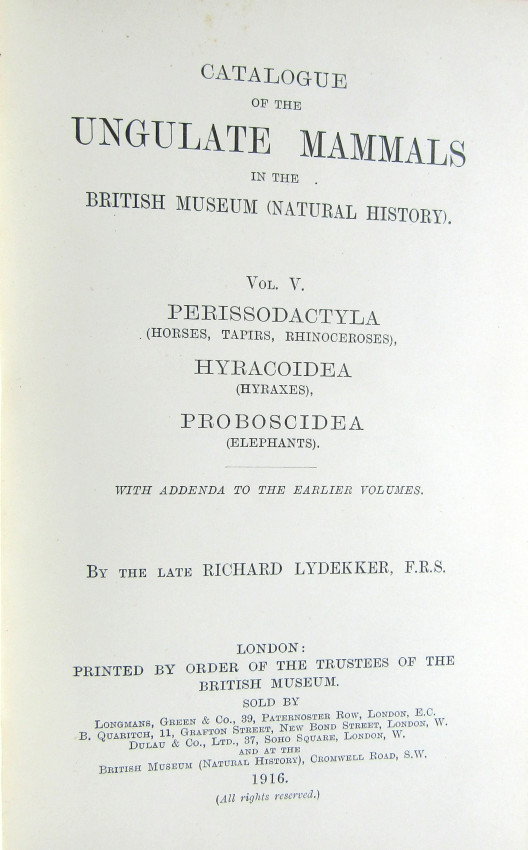 CATALOGUE
OF THE
UNGULATE MAMMALS
IN THE
BRITISH MUSEUM (NATURAL HISTORY).
VOL. V.
PERISSODACTYLA
(HORSES, TAPIRS, RHINOCEROSES),
HYRACOIDEA
(HYRAXES),
PROBOSCIDEA
(ELEPHANTS).
WITH ADDENDA TO THE EARLIER VOLUMES.
BY THE LATE RICHARD LYDEKKER, F.R.S.
LONDON:
PRINTED BY ORDER OF THE TRUSTEES OF THE
BRITISH MUSEUM.
SOLD BY
LONGMANS, GREEN & CO., 39, PATERNOSTER ROW, LONDON, E.C.
B. QUARITCH, 11, GRAFTON STREET, NEW BOND STREET, LONDON, W.
DULAU & CO., LTD., 37, SOHO SQUARE, LONDON, W.
AND AT THE
BRITISH MUSEUM (NATURAL HISTORY), CROMWELL ROAD, S.W.
1916.
(All rights reserved.)